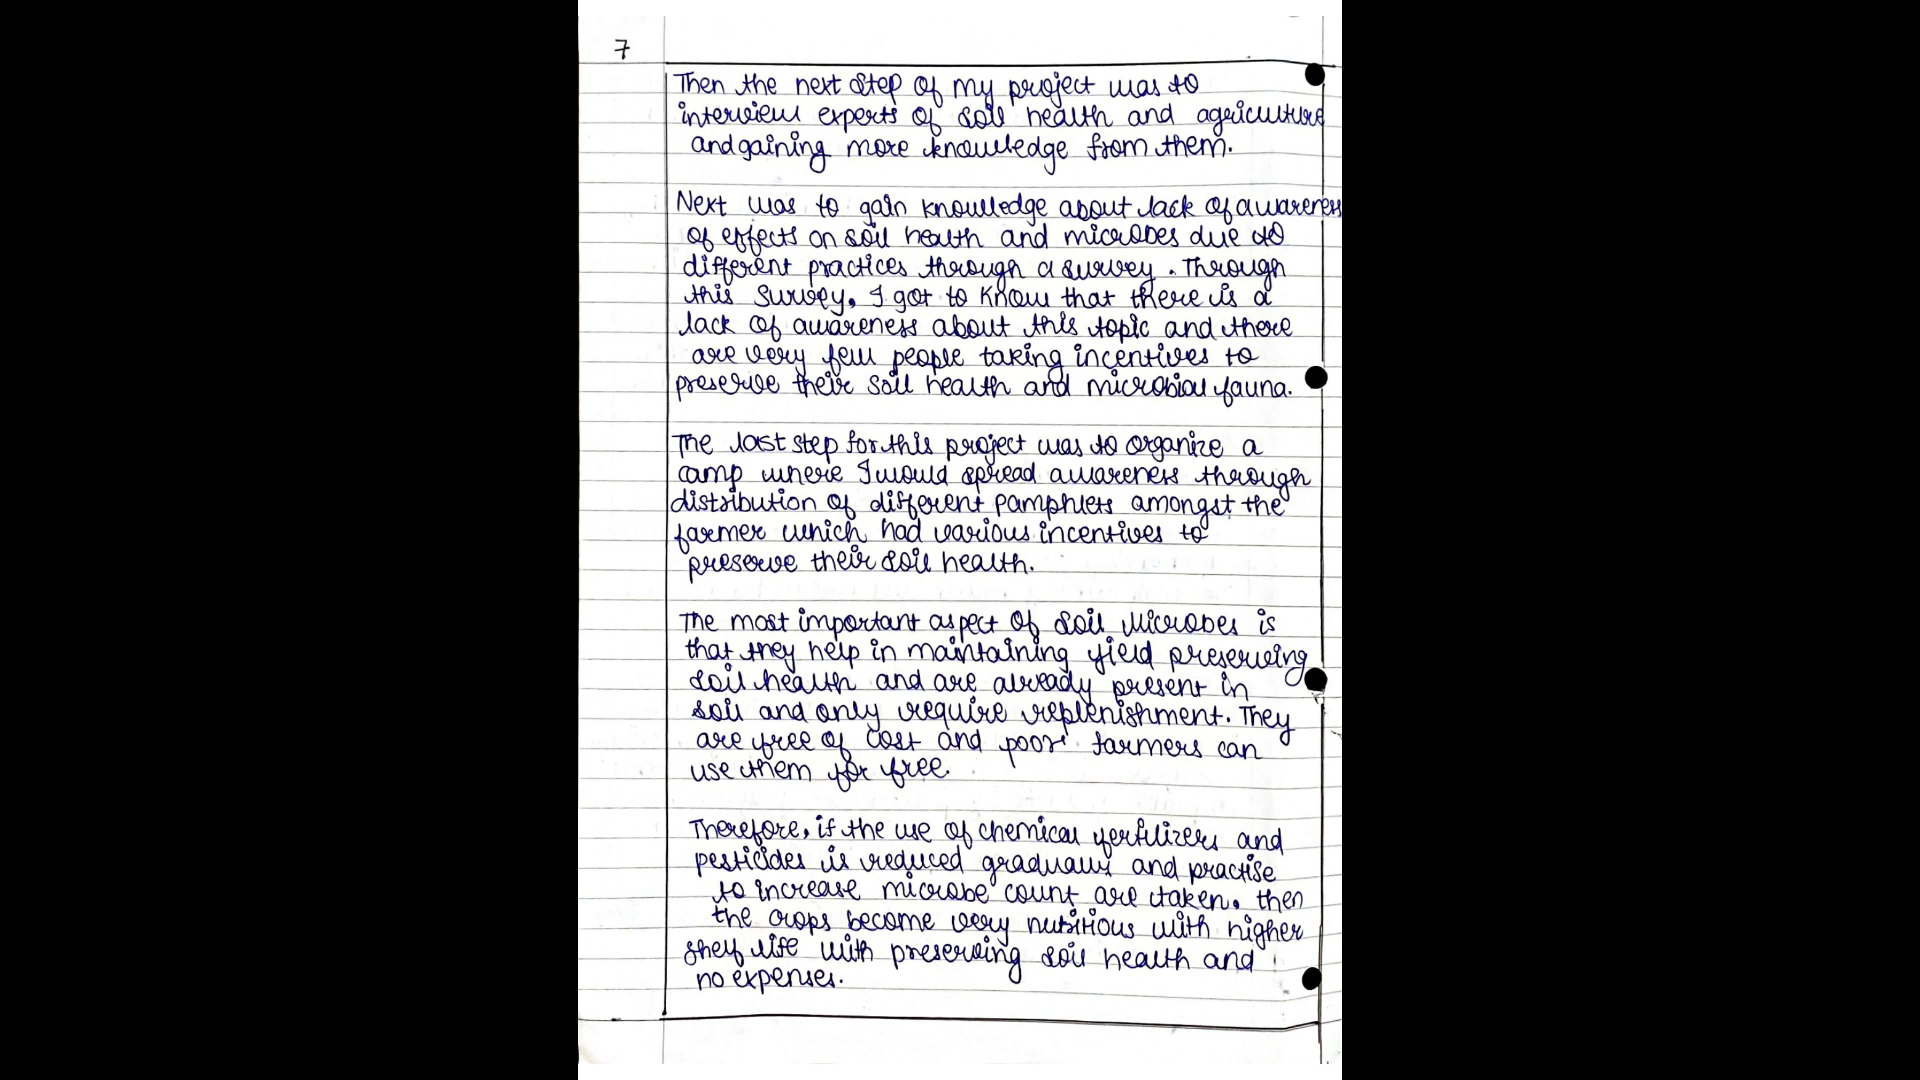 7
Then the next step of my project was to
interview experts of soil health and agriculture
and gaining more knowledge from them.
Next was to gain knowledge about lack of awareness
of effects on soil health and microbes due to
different practices through a survey. Through
this survey, I got to know that there is a
lack of awareness about this topic and there
are very few people taking incentives to
preserve their soil health and microbial fauna.
The last step for this project was to organize a
camp where I would spread awareness through
distribution of different pamphlets amongst the
farmer which had various incentives to
preserve their soil health.
The most important aspect of soil microbes is
that they help in maintaining yield preserving
soil health and are already present in
soil and only require replenishment. They
are free of cost and poor farmers can
use them for free.
Therefore, if the use of chemical fertilizers and
pesticides is reduced gradually and practise
to increase microbe count are taken, then
the crops become very nutritious with higher
shelf life with preserving soil health and
no expenses.